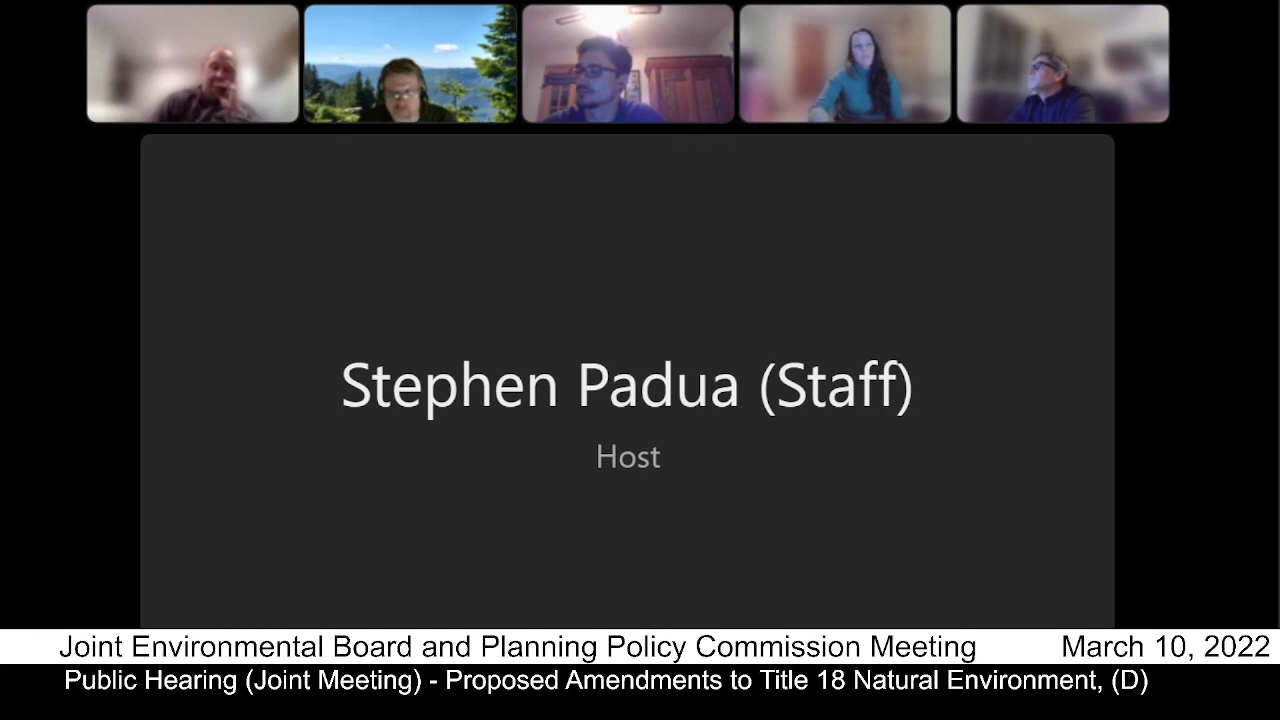 Stephen Padua (Staff)
Host
Joint Environmental Board and Planning Policy Commission Meeting March 10, 2022
Public Hearing (Joint Meeting) - Proposed Amendments to Title 18 Natural Environment, (D)